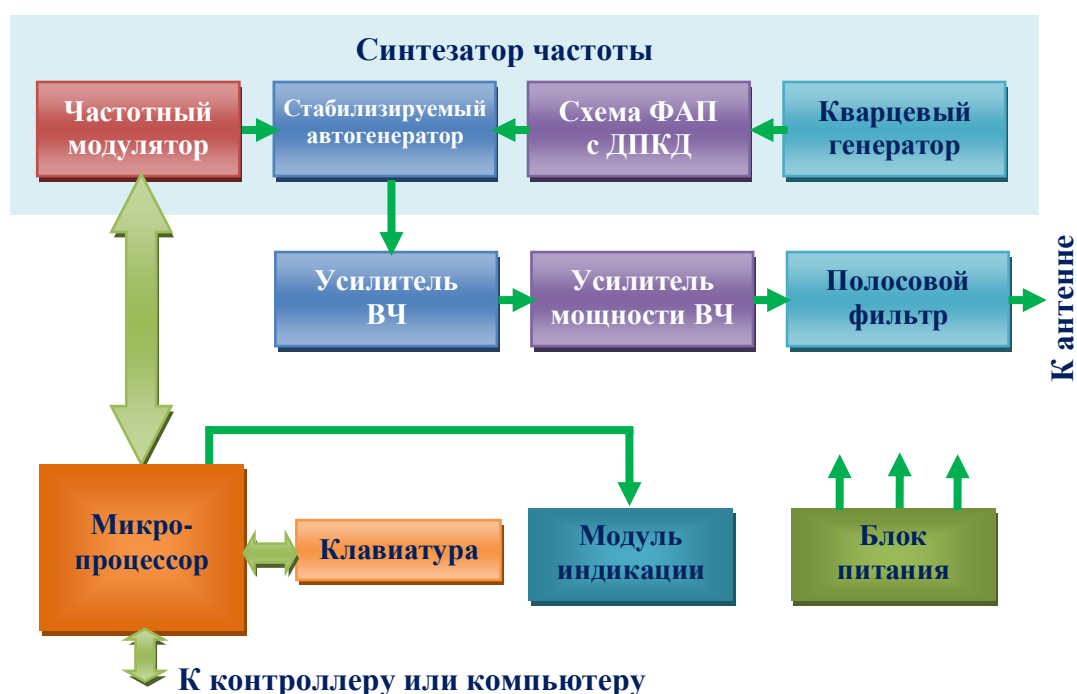 Синтезатор частоты
Частотный
модулятор
Стабилизируемый
автогенератор
Схема ФАП
с ДПКД
Кварцевый
генератор
Усилитель
ВЧ
Усилитель
мощности ВЧ
Полосовой
фильтр
К антенне
Микро-
процессор
Клавиатура
Модуль
индикации
Блок
питания
К контроллеру или компьютеру